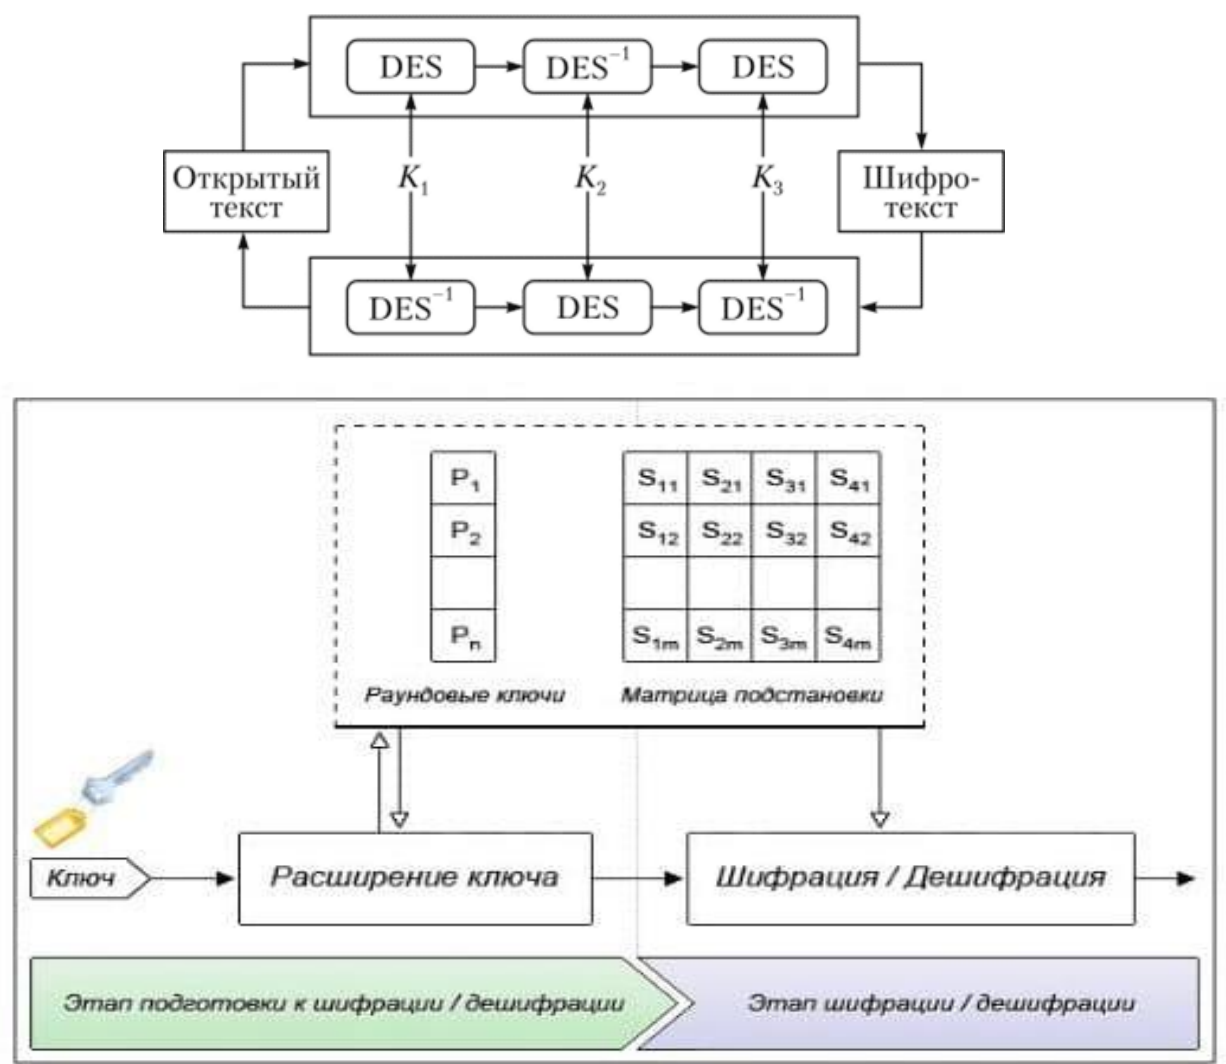 DES DES⁻¹ DES
Открытый
текст
K₁ K₂ K₃
Шифро-
текст
DES⁻¹ DES DES⁻¹
P₁ S₁₁ S₂₁ S₃₁ S₄₁
P₂ S₁₂ S₂₂ S₃₂ S₄₂
Pₙ S₁ₘ S₂ₘ S₃ₘ S₄ₘ
Раундовые ключи Матрица подстановки
Ключ Расширение ключа Шифрация / Дешифрация
Этап подготовки к шифрации / дешифрации Этап шифрации / дешифрации